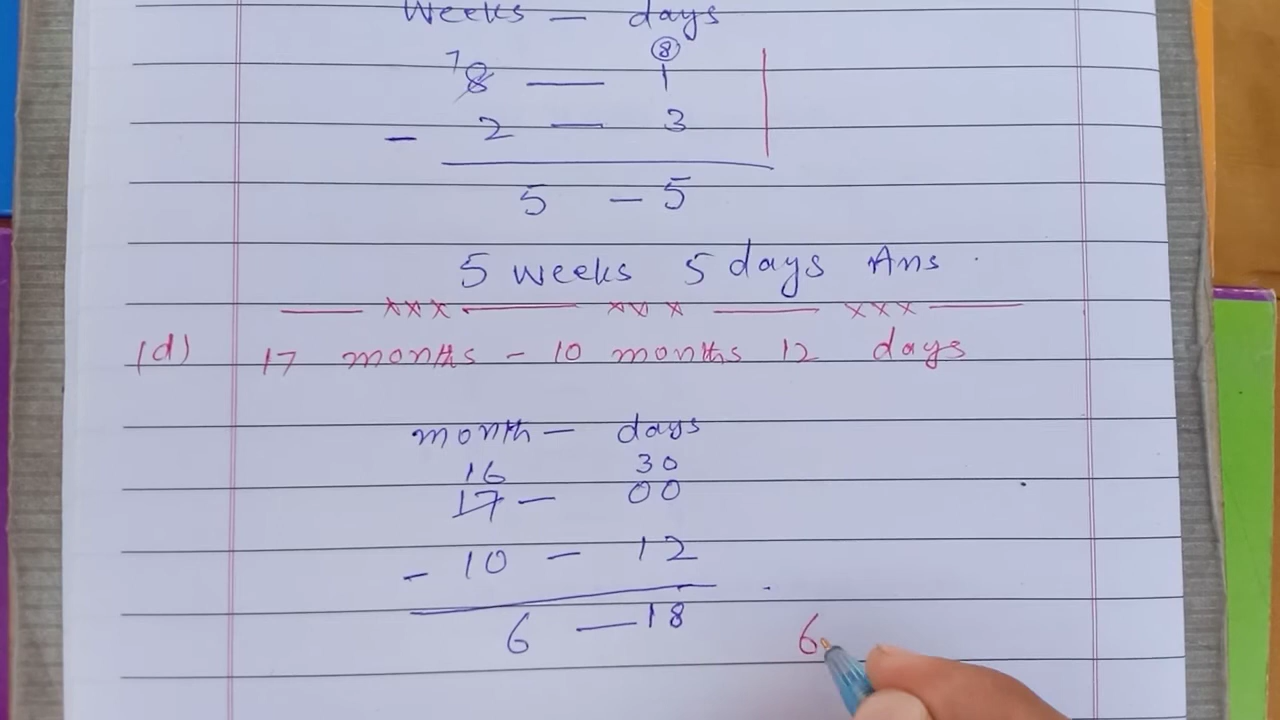 Weeks — days
7 ⑧
8 — 1
- 2 — 3
5 — 5
5 weeks 5 days Ans.
— xxx — xxx — xxx —
(d) 17 months - 10 months 12 days
month — days
16 30
17 — 00
- 10 — 12
6 — 18
6